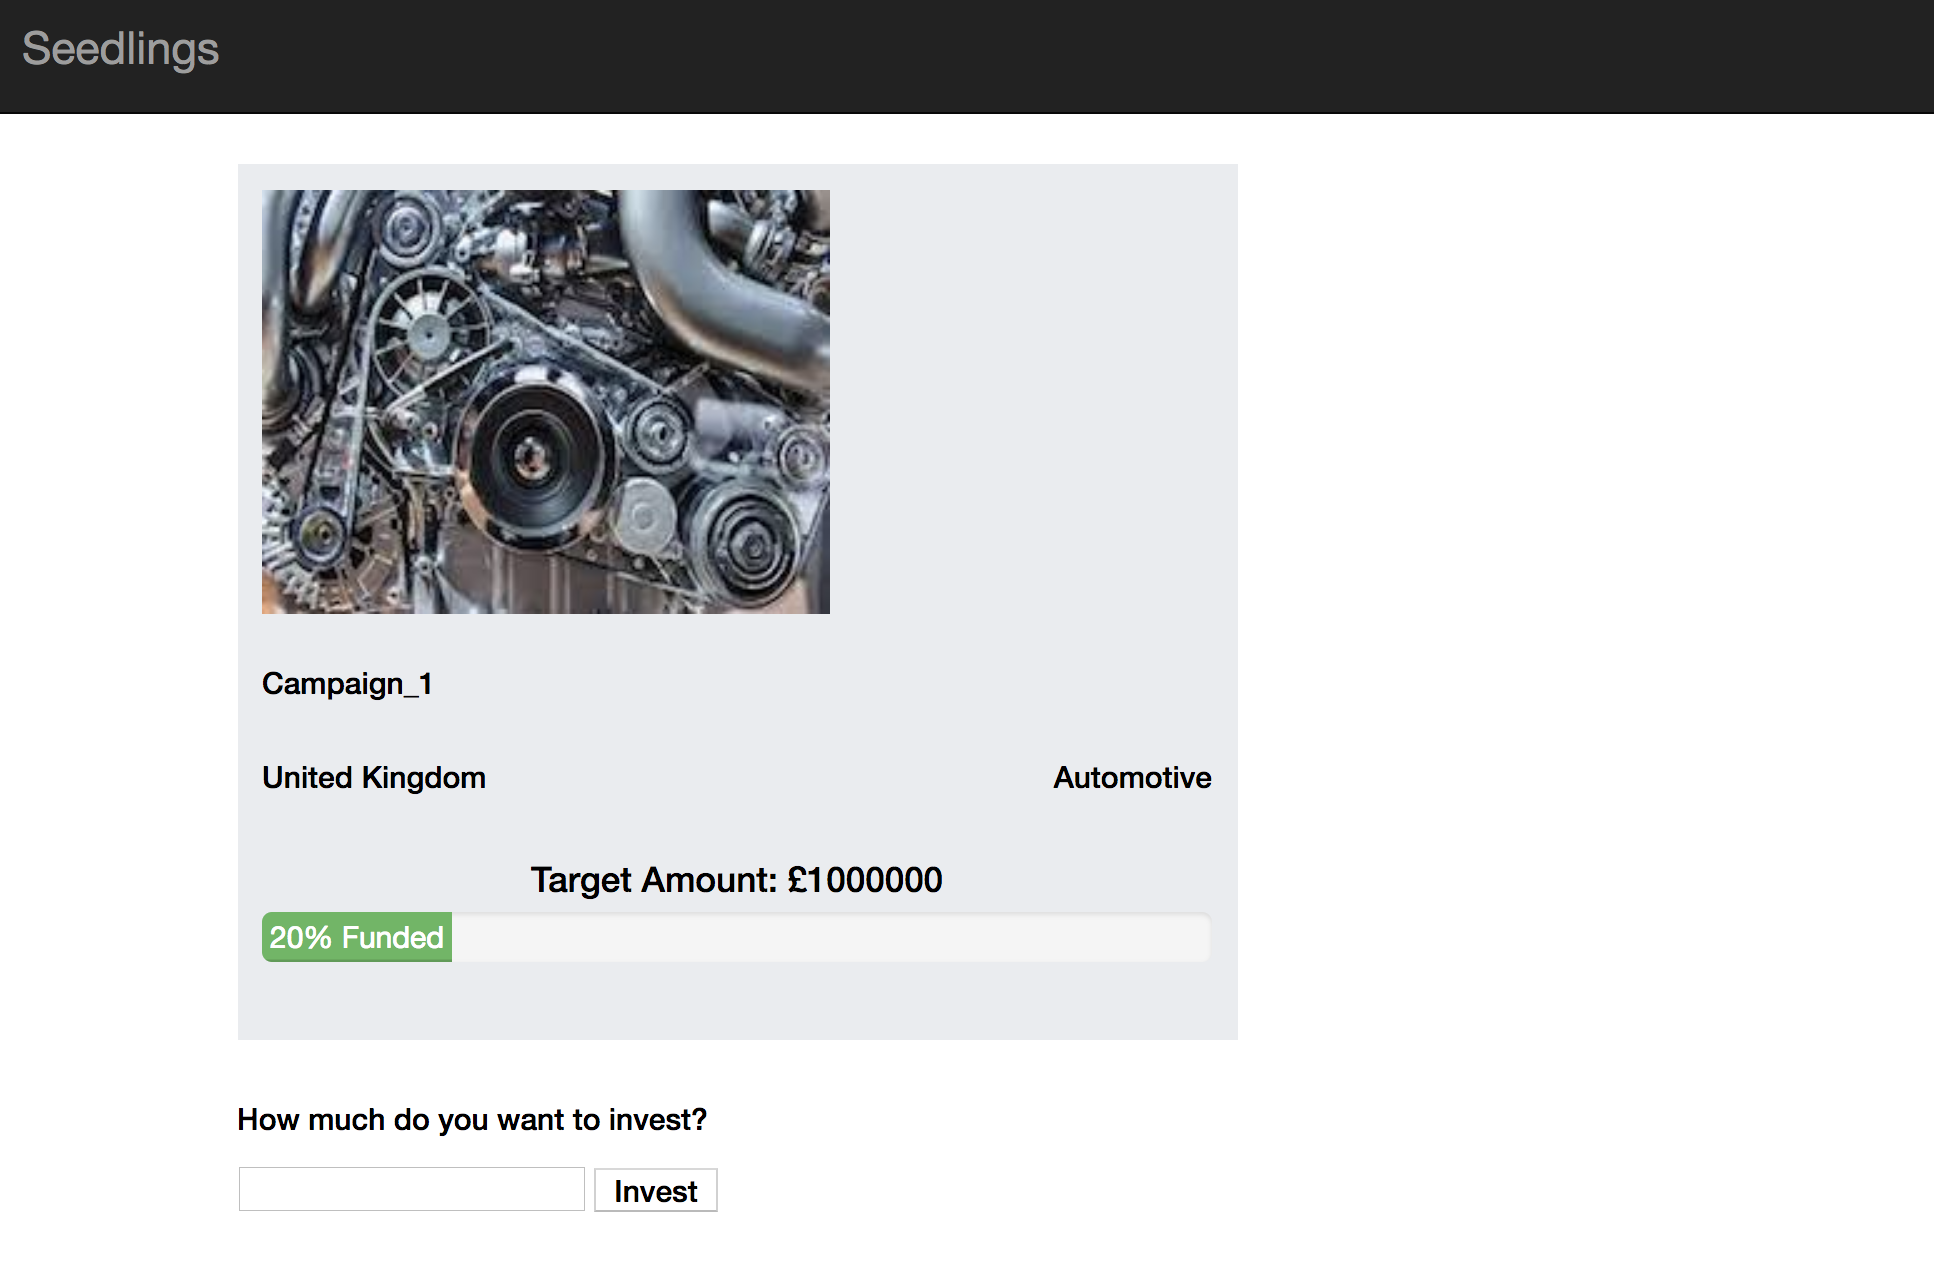 Seedlings
Campaign_1
United Kingdom
Automotive
Target Amount: £1000000
20% Funded
How much do you want to invest?
Invest